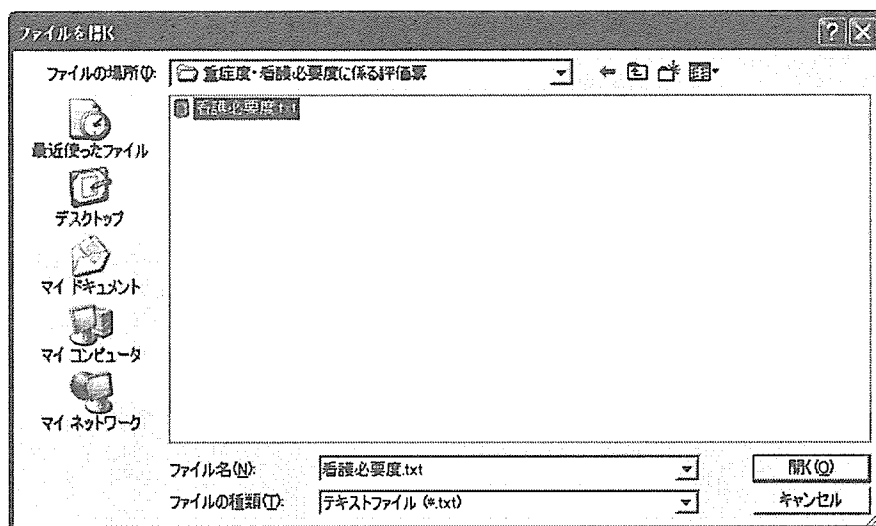 ファイルを開く
ファイルの場所(I):
重症度・看護必要度に係る評価票
看護必要度.txt
最近使ったファイル
デスクトップ
マイ ドキュメント
マイ コンピュータ
マイ ネットワーク
ファイル名(N):
看護必要度.txt
開く(O)
ファイルの種類(T):
テキストファイル (*.txt)
キャンセル